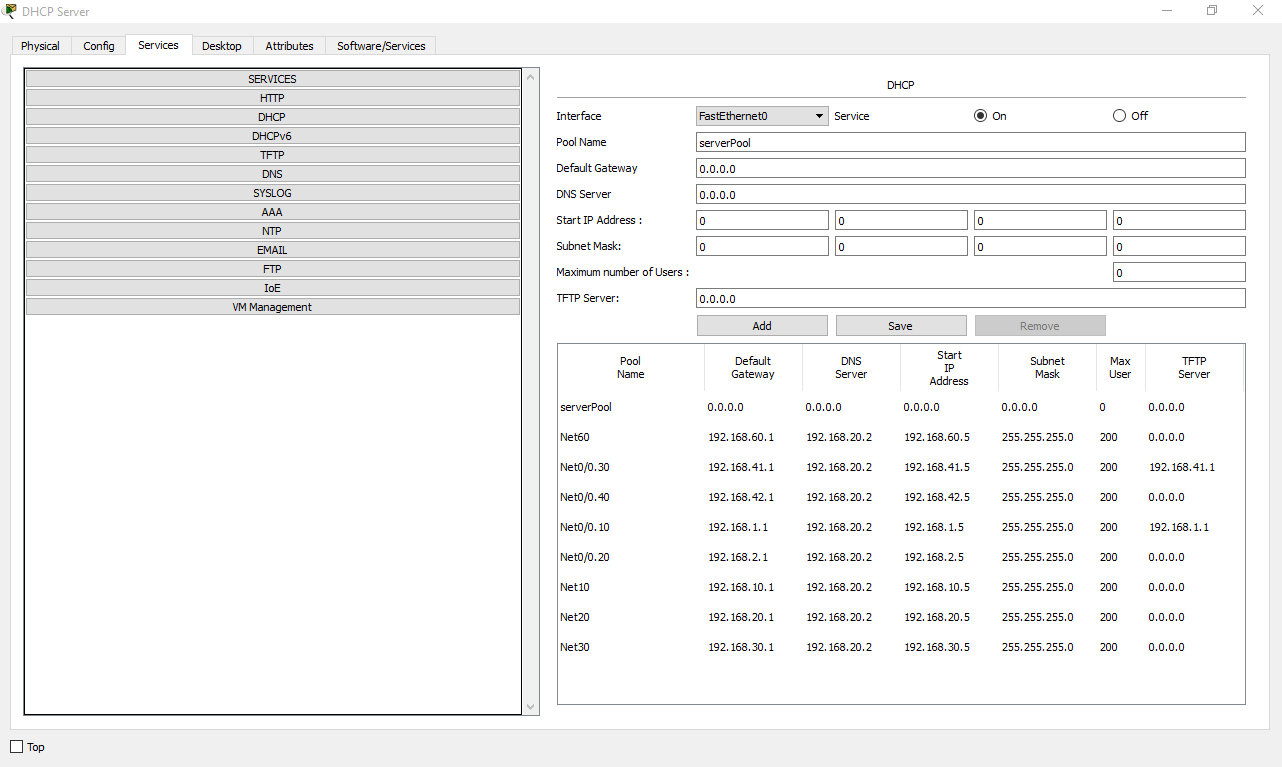 DHCP Server
Physical Config Services Desktop Attributes Software/Services
SERVICES
HTTP
DHCP
DHCPv6
TFTP
DNS
SYSLOG
AAA
NTP
EMAIL
FTP
IoE
VM Management
DHCP
Interface FastEthernet0 Service On Off
Pool Name serverPool
Default Gateway 0.0.0.0
DNS Server 0.0.0.0
Start IP Address : 0 0 0 0
Subnet Mask: 0 0 0 0
Maximum number of Users : 0
TFTP Server: 0.0.0.0
Add Save Remove
Pool Name Default Gateway DNS Server Start IP Address Subnet Mask Max User TFTP Server
serverPool 0.0.0.0 0.0.0.0 0.0.0.0 0.0.0.0 0 0.0.0.0
Net60 192.168.60.1 192.168.20.2 192.168.60.5 255.255.255.0 200 0.0.0.0
Net0/0.30 192.168.41.1 192.168.20.2 192.168.41.5 255.255.255.0 200 192.168.41.1
Net0/0.40 192.168.42.1 192.168.20.2 192.168.42.5 255.255.255.0 200 0.0.0.0
Net0/0.10 192.168.1.1 192.168.20.2 192.168.1.5 255.255.255.0 200 192.168.1.1
Net0/0.20 192.168.2.1 192.168.20.2 192.168.2.5 255.255.255.0 200 0.0.0.0
Net10 192.168.10.1 192.168.20.2 192.168.10.5 255.255.255.0 200 0.0.0.0
Net20 192.168.20.1 192.168.20.2 192.168.20.5 255.255.255.0 200 0.0.0.0
Net30 192.168.30.1 192.168.20.2 192.168.30.5 255.255.255.0 200 0.0.0.0
Top